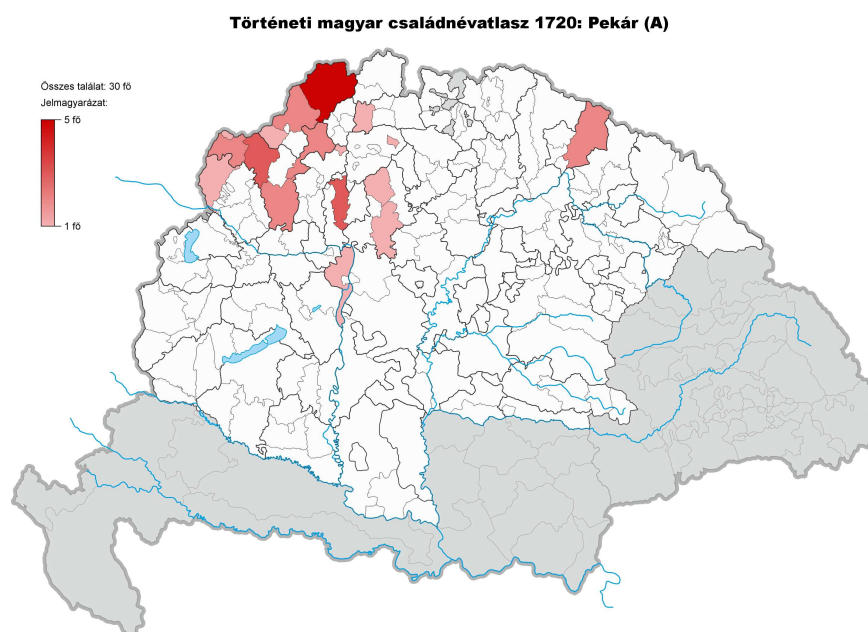 Történeti magyar családnévatlasz 1720: Pekár (A)
Összes találat: 30 fő
Jelmagyarázat:
5 fő
1 fő